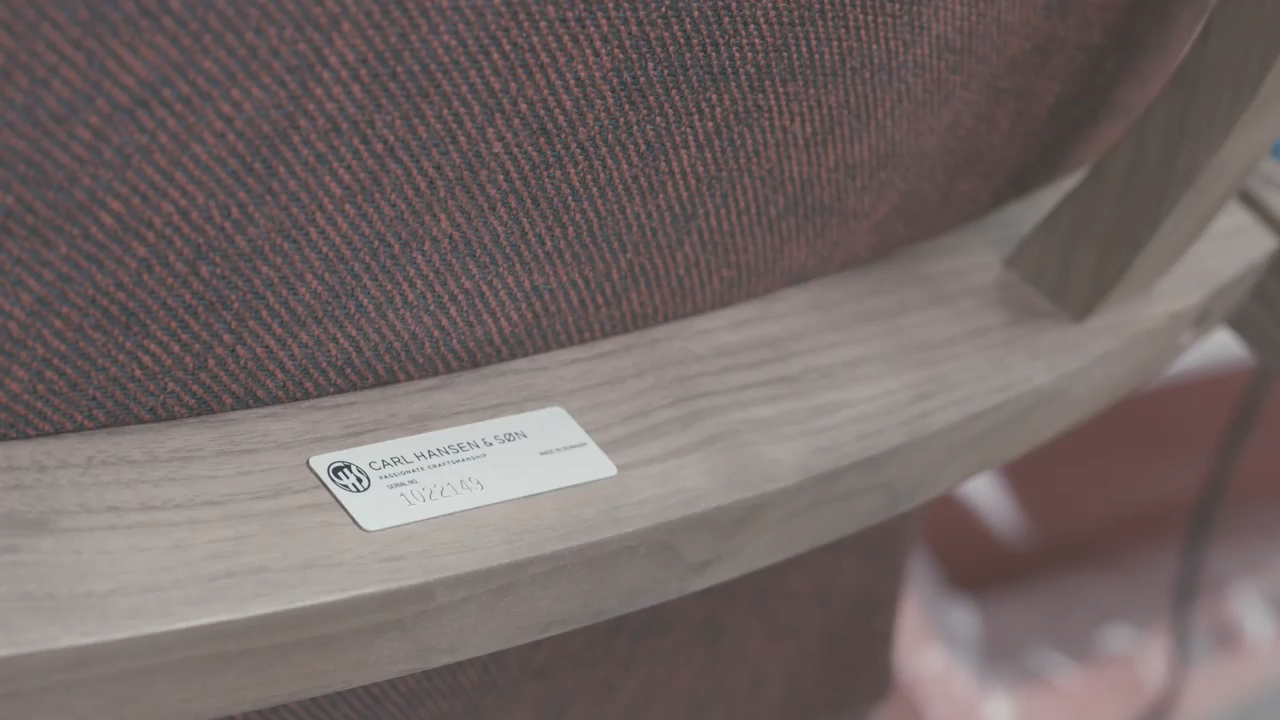 CARL HANSEN & SØN
PASSIONATE CRAFTSMANSHIP
MADE IN DENMARK
SERIAL NO
1022149